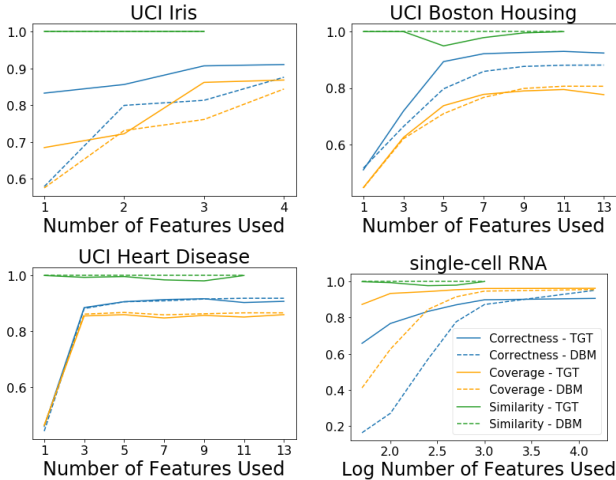 UCI Iris
1.0
0.9
0.8
0.7
0.6
1 2 3 4
Number of Features Used
UCI Boston Housing
1.0
0.8
0.6
1 3 5 7 9 11 13
Number of Features Used
UCI Heart Disease
1.0
0.8
0.6
1 3 5 7 9 11 13
Number of Features Used
single-cell RNA
1.0
0.8
0.6
0.4
0.2
Correctness - TGT
Correctness - DBM
Coverage - TGT
Coverage - DBM
Similarity - TGT
Similarity - DBM
2.0 2.5 3.0 3.5 4.0
Log Number of Features Used